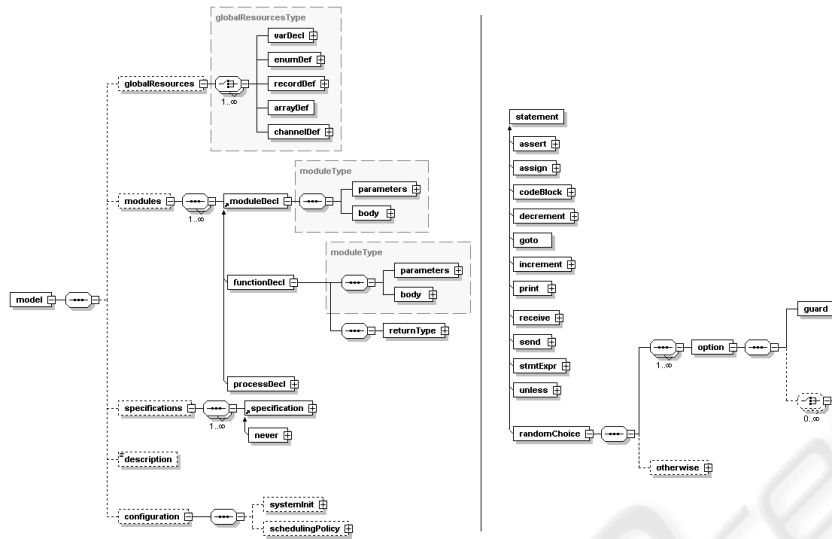 globalResourcesType
varDecl
enumDef
globalResources
recordDef
1..∞
arrayDef
channelDef
moduleType
parameters
modules
moduleDecl
body
1..∞
moduleType
parameters
functionDecl
body
model
returnType
processDecl
specifications
specification
1..∞
never
description
systemInit
configuration
schedulingPolicy
statement
assert
assign
codeBlock
decrement
goto
increment
print
guard
receive
send
option
1..∞
stmtExpr
unless
0..∞
randomChoice
otherwise